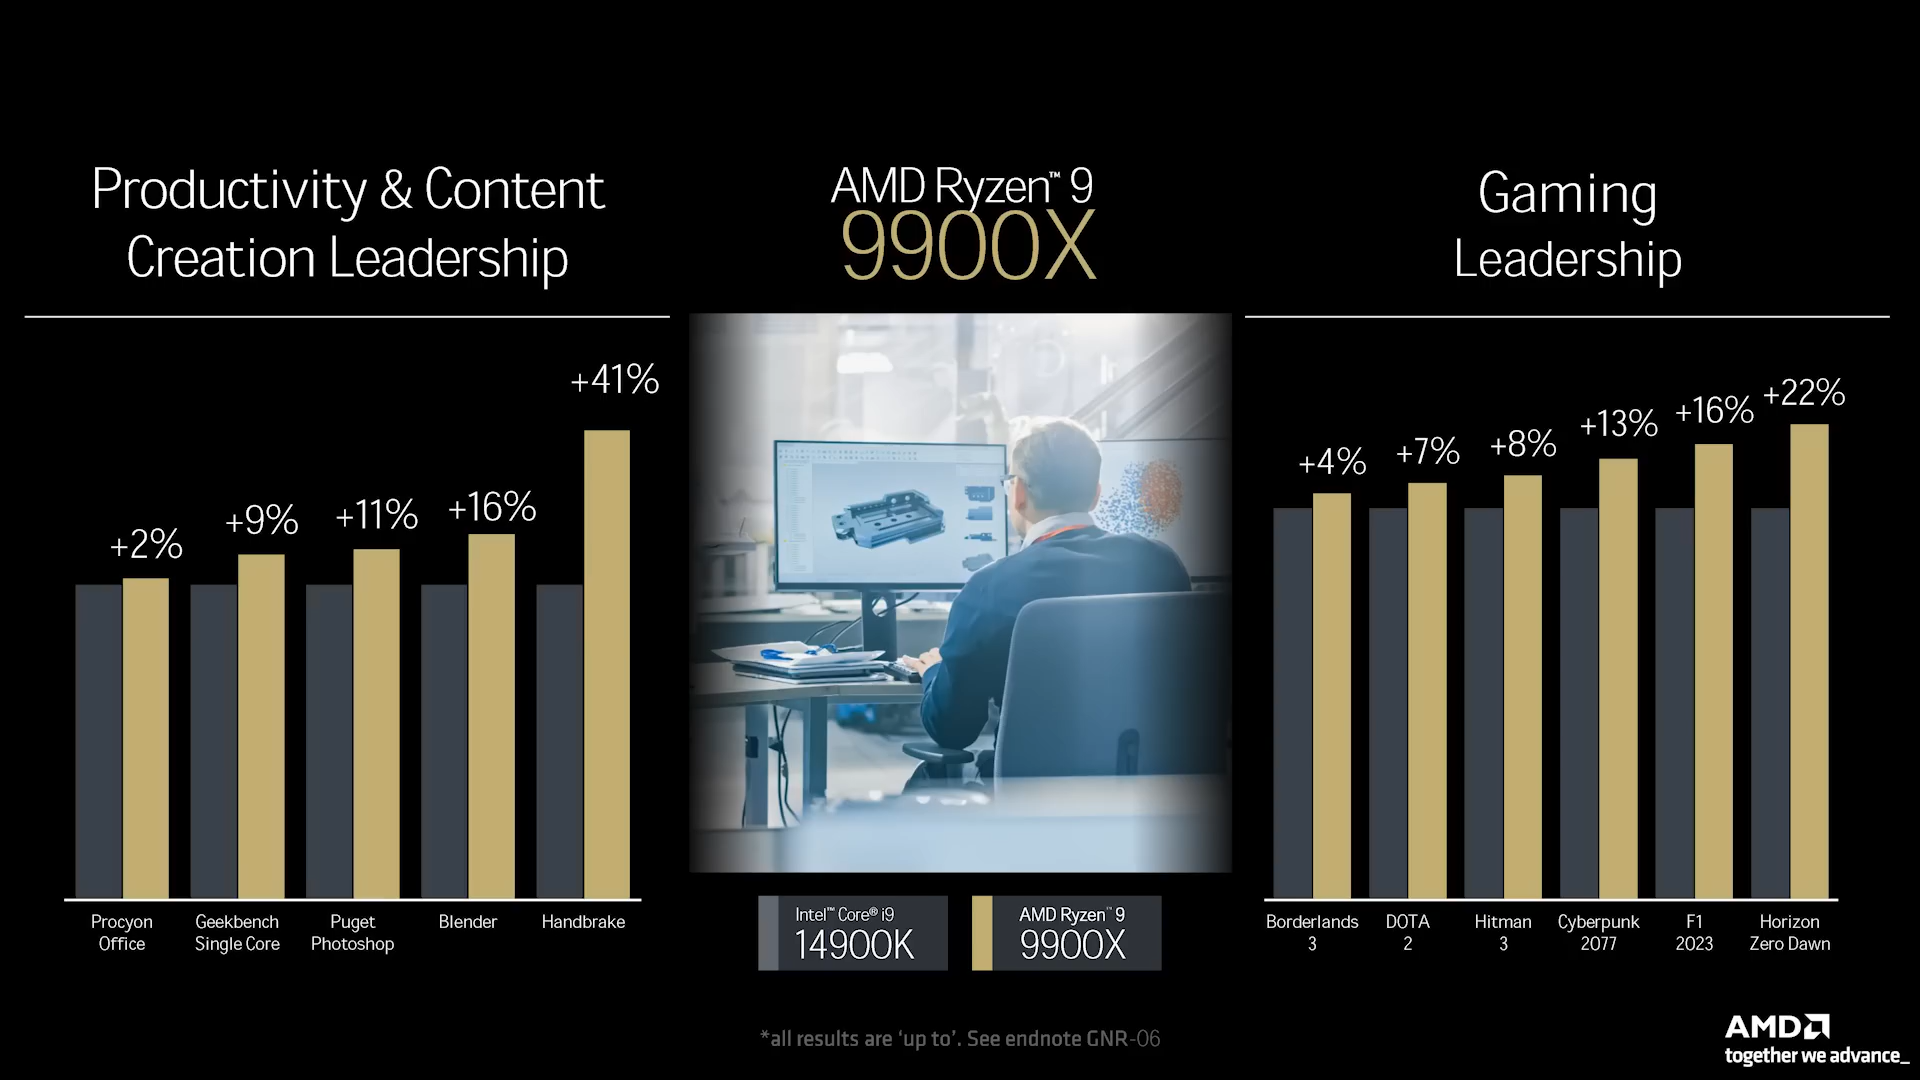 Productivity & Content
Creation Leadership
+2%
+9%
+11%
+16%
+41%
Procyon
Office
Geekbench
Single Core
Puget
Photoshop
Blender
Handbrake
AMD Ryzen™ 9
9900X
Intel™ Core® i9
14900K
AMD Ryzen™ 9
9900X
Gaming
Leadership
+4%
+7%
+8%
+13%
+16%
+22%
Borderlands
3
DOTA
2
Hitman
3
Cyberpunk
2077
F1
2023
Horizon
Zero Dawn
*all results are ‘up to’. See endnote GNR-06
AMD
together we advance_